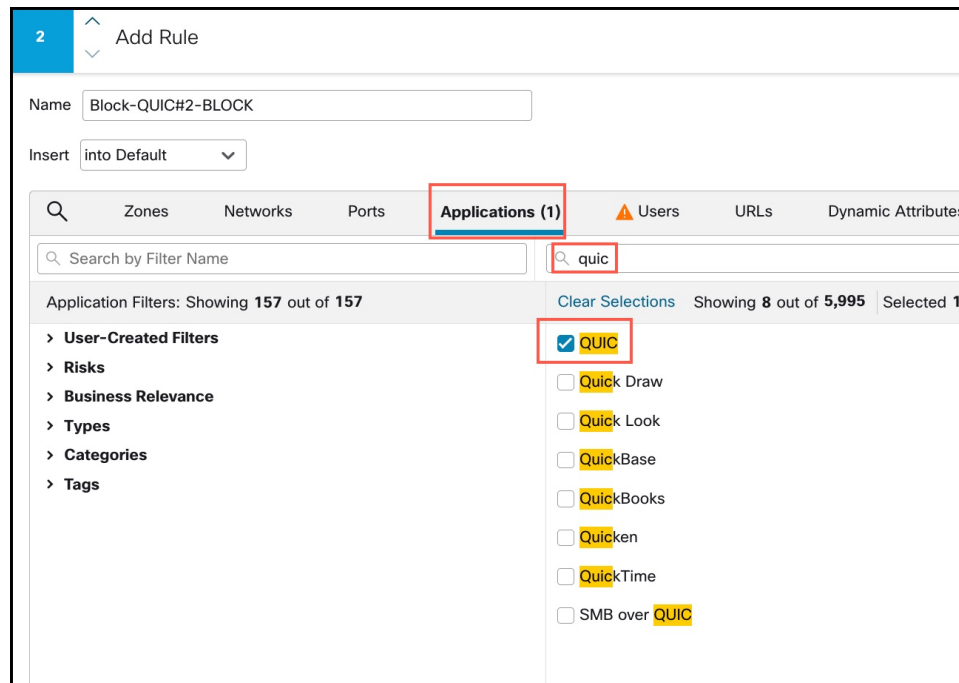 2
Add Rule
Name Block-QUIC#2-BLOCK
Insert into Default
Zones Networks Ports Applications (1) Users URLs Dynamic Attributes
Search by Filter Name
quic
Application Filters: Showing 157 out of 157
Clear Selections Showing 8 out of 5,995 Selected 1
User-Created Filters
Risks
Business Relevance
Types
Categories
Tags
QUIC
Quick Draw
Quick Look
QuickBase
QuickBooks
Quicken
QuickTime
SMB over QUIC